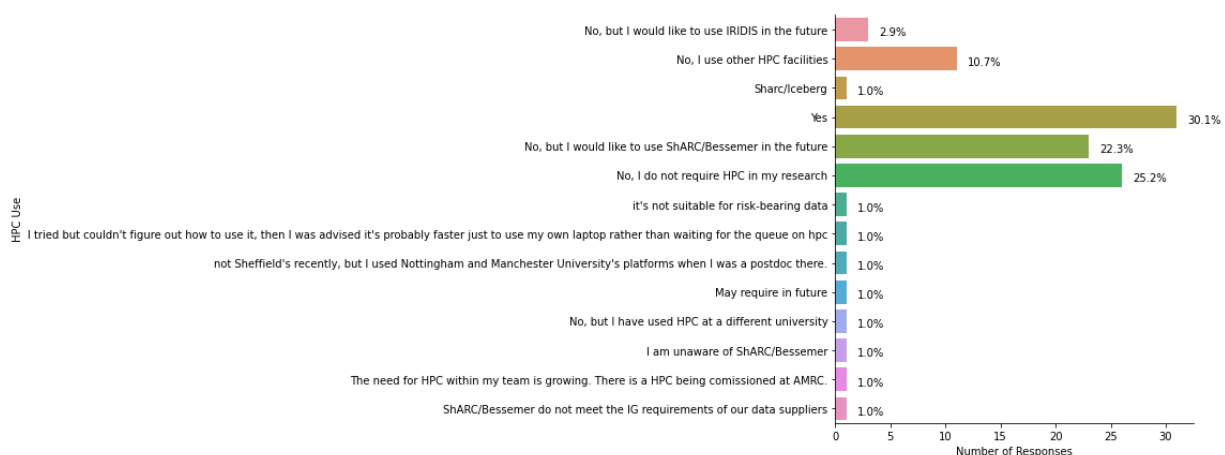 No, but I would like to use IRIDIS in the future
2.9%
No, I use other HPC facilities
10.7%
Sharc/Iceberg
1.0%
Yes
30.1%
No, but I would like to use ShARC/Bessemer in the future
22.3%
No, I do not require HPC in my research
25.2%
it's not suitable for risk-bearing data
1.0%
I tried but couldn't figure out how to use it, then I was advised it's probably faster just to use my own laptop rather than waiting for the queue on hpc
1.0%
not Sheffield's recently, but I used Nottingham and Manchester University's platforms when I was a postdoc there.
1.0%
May require in future
1.0%
No, but I have used HPC at a different university
1.0%
I am unaware of ShARC/Bessemer
1.0%
The need for HPC within my team is growing. There is a HPC being comissioned at AMRC.
1.0%
ShARC/Bessemer do not meet the IG requirements of our data suppliers
1.0%
HPC Use
0 5 10 15 20 25 30
Number of Responses